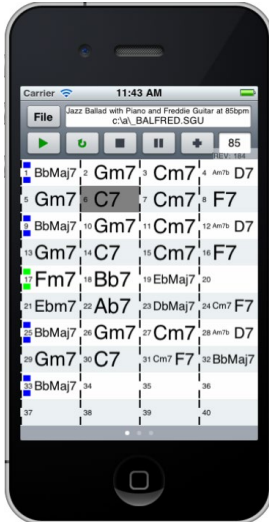 Carrier 11:43 AM
File
Jazz Ballad with Piano and Freddie Guitar at 85bpm
c:\a\_BALFRED.SGU
85
REV: 184
1 BbMaj7 2 Gm7 3 Cm7 4 Am7b D7
5 Gm7 6 C7 7 Cm7 8 F7
9 BbMaj7 10 Gm7 11 Cm7 12 Am7b D7
13 Gm7 14 C7 15 Cm7 16 F7
17 Fm7 18 Bb7 19 EbMaj7 20
21 Ebm7 22 Ab7 23 DbMaj7 24 Cm7 F7
25 BbMaj7 26 Gm7 27 Cm7 28 Am7b D7
29 Gm7 30 C7 31 Cm7 F7 32 BbMaj7
33 BbMaj7 34 35 36
37 38 39 40